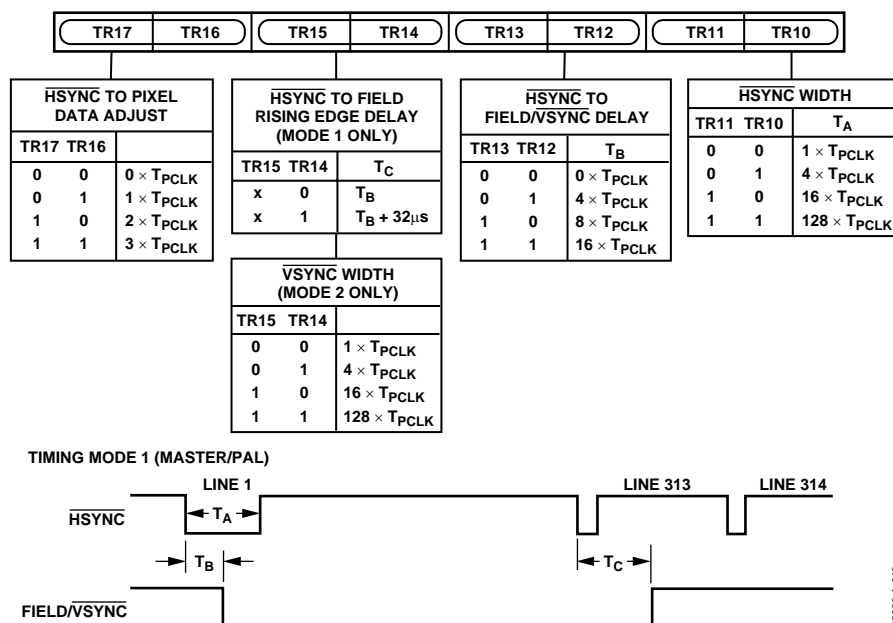 TR17 TR16 TR15 TR14 TR13 TR12 TR11 TR10
HSYNC TO PIXEL
DATA ADJUST
TR17 TR16
0 0 0 × TPCLK
0 1 1 × TPCLK
1 0 2 × TPCLK
1 1 3 × TPCLK
HSYNC TO FIELD
RISING EDGE DELAY
(MODE 1 ONLY)
TR15 TR14 TC
x 0 TB
x 1 TB + 32µs
VSYNC WIDTH
(MODE 2 ONLY)
TR15 TR14
0 0 1 × TPCLK
0 1 4 × TPCLK
1 0 16 × TPCLK
1 1 128 × TPCLK
HSYNC TO
FIELD/VSYNC DELAY
TR13 TR12 TB
0 0 0 × TPCLK
0 1 4 × TPCLK
1 0 8 × TPCLK
1 1 16 × TPCLK
HSYNC WIDTH
TR11 TR10 TA
0 0 1 × TPCLK
0 1 4 × TPCLK
1 0 16 × TPCLK
1 1 128 × TPCLK
TIMING MODE 1 (MASTER/PAL)
LINE 1 LINE 313 LINE 314
HSYNC TA
TB TC
FIELD/VSYNC